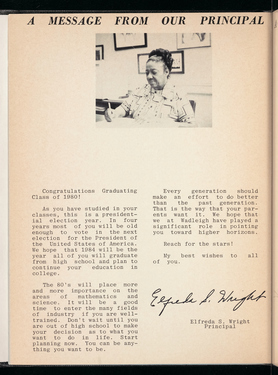 A MESSAGE FROM OUR PRINCIPAL
Congratulations Graduating
Class of 1980!
As you have studied in your
classes, this is a president-
ial election year. In four
years most of you will be old
enough to vote in the next
election for the President of
the United States of America.
We hope that 1984 will be the
year all of you will graduate
from high school and plan to
continue your education in
college.
The 80's will place more
and more importance on the
areas of mathematics and
science. It will be a good
time to enter the many fields
of industry if you are well-
trained. Don't wait until you
are out of high school to make
your decision as to what you
want to do in life. Start
planning now. You can be any-
thing you want to be.
Every generation should
make an effort to do better
than the past generation.
That is the way that your par-
ents want it. We hope that
we at Wadleigh have played a
significant role in pointing
you toward higher horizons.
Reach for the stars!
My best wishes to all
of you.
Elfreda S. Wright
Elfreda S. Wright
Principal